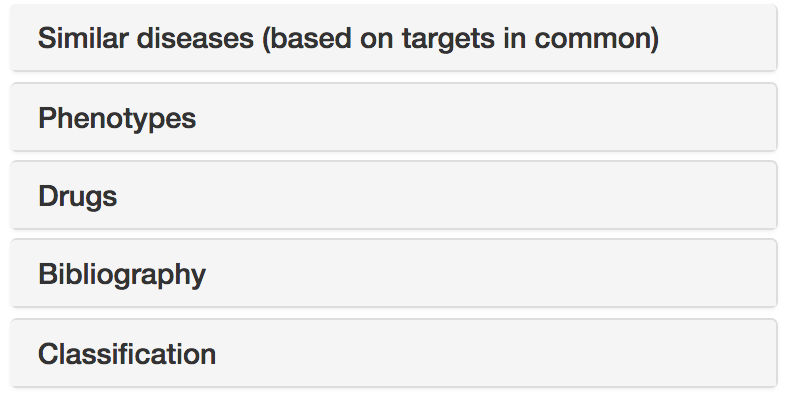 Similar diseases (based on targets in common)
Phenotypes
Drugs
Bibliography
Classification